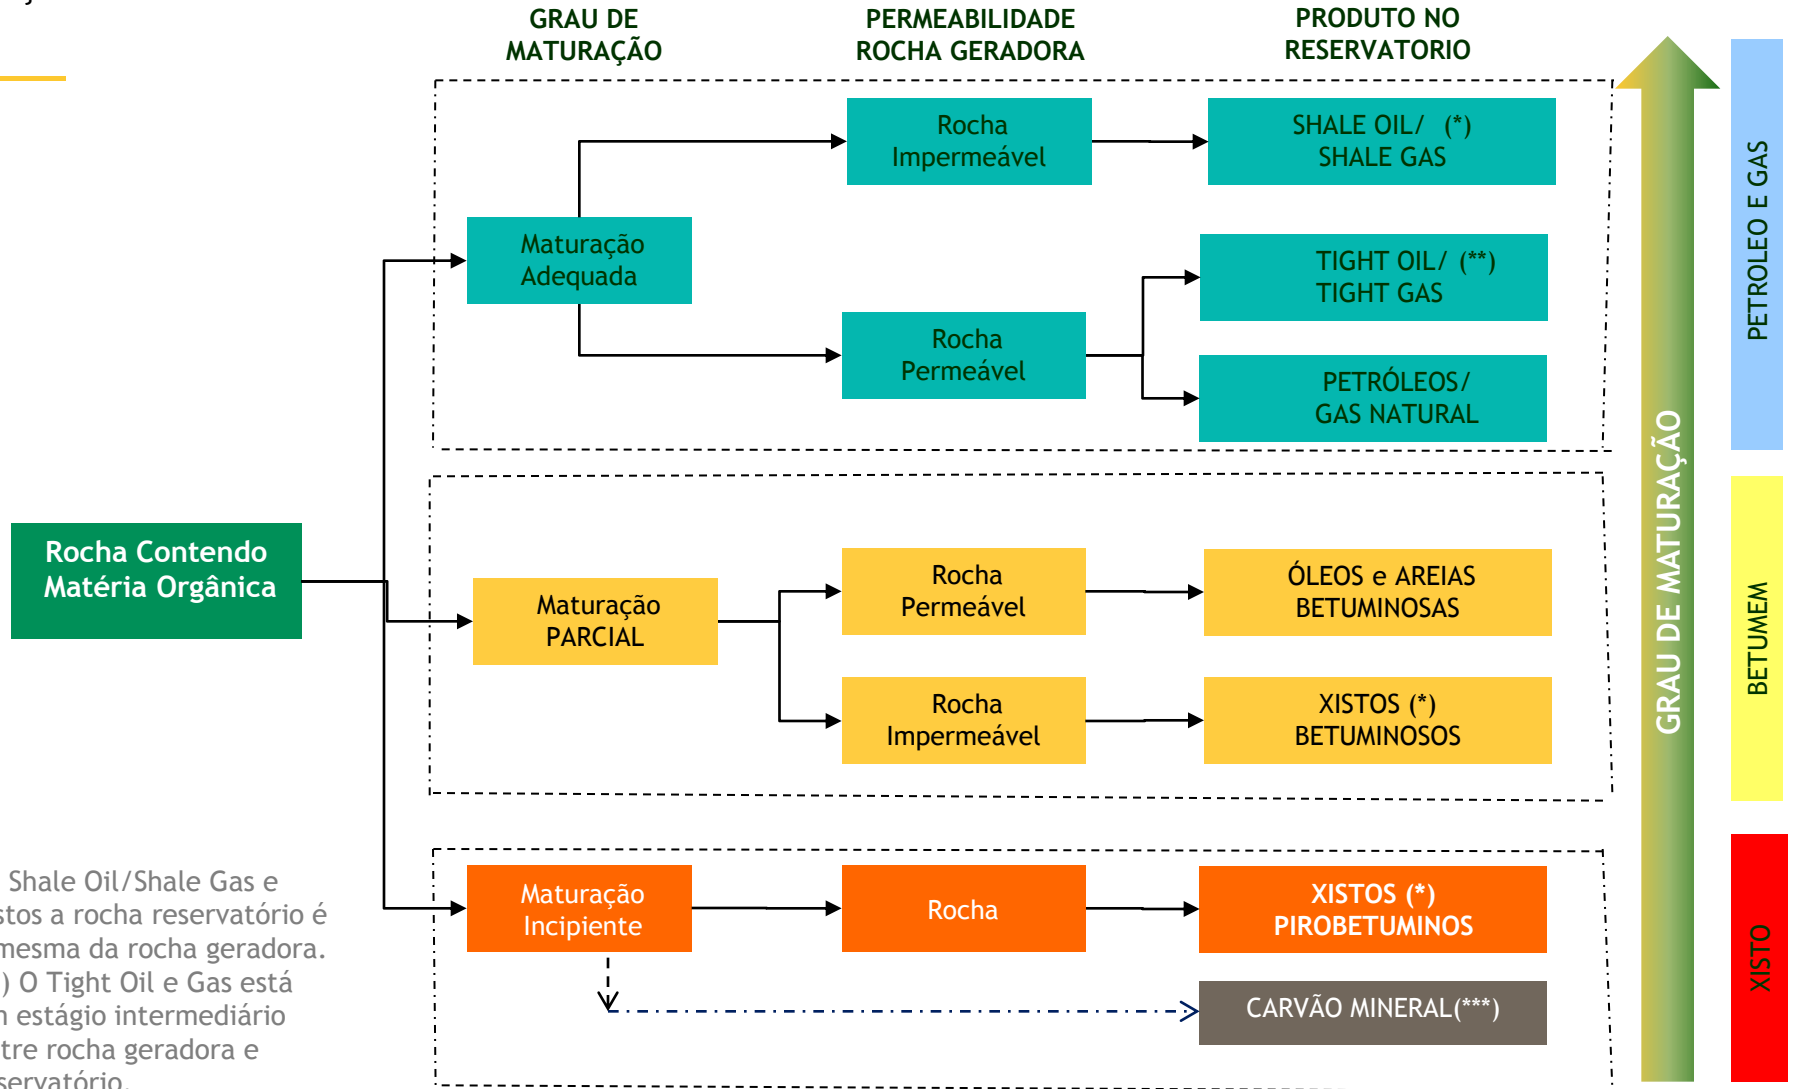 GRAU DE
MATURAÇÃO
PERMEABILIDADE
ROCHA GERADORA
PRODUTO NO
RESERVATORIO
Rocha
Impermeável
SHALE OIL/ (*)
SHALE GAS
Maturação
Adequada
TIGHT OIL/ (**)
TIGHT GAS
Rocha
Permeável
PETRÓLEOS/
GAS NATURAL
PETROLEO E GAS
GRAU DE MATURAÇÃO
Rocha Contendo
Matéria Orgânica
Maturação
PARCIAL
Rocha
Permeável
ÓLEOS e AREIAS
BETUMINOSAS
Rocha
Impermeável
XISTOS (*)
BETUMINOSOS
BETUMEM
Maturação
Incipiente
Rocha
XISTOS (*)
PIROBETUMINOS
CARVÃO MINERAL(***)
XISTO
Shale Oil/Shale Gas e
stos a rocha reservatório é
mesma da rocha geradora.
) O Tight Oil e Gas está
estágio intermediário
tre rocha geradora e
servatório.